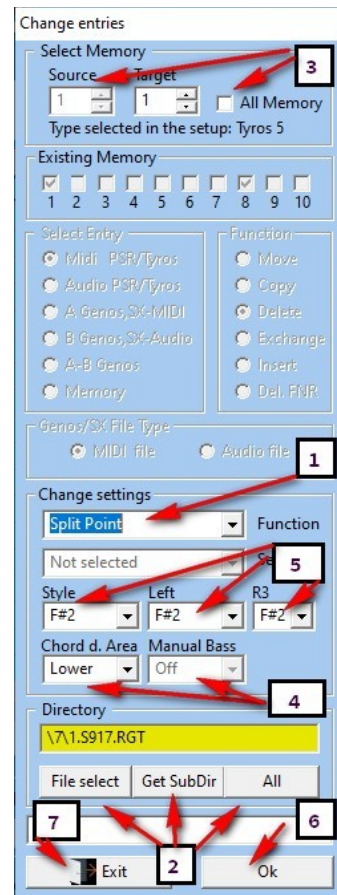 Change entries
Select Memory
3
Source Target
1 1 All Memory
Type selected in the setup: Tyros 5
Existing Memory
1 2 3 4 5 6 7 8 9 10
Select Entry Function
Midi PSR/Tyros Move
Audio PSR/Tyros Copy
A Genos,SX-MIDI Delete
B Genos,SX-Audio Exchange
A-B Genos Insert
Memory Del. FNR
Genos/SX File Type
MIDI file Audio file
1
Change settings
Split Point Function
Not selected
5
Style Left R3
F#2 F#2 F#2
Chord d. Area Manual Bass
Lower Off
4
Directory
\7\1.S917.RGT
File select Get SubDir All
7 6
2
Exit Ok